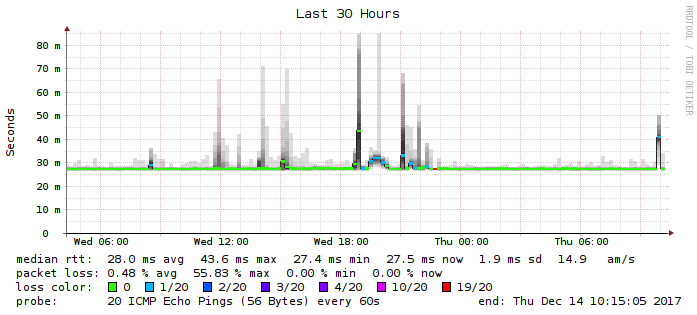 Last 30 Hours
RRDTOOL / TOBI OETIKER
Seconds
80 m
70 m
60 m
50 m
40 m
30 m
20 m
10 m
0
Wed 06:00 Wed 12:00 Wed 18:00 Thu 00:00 Thu 06:00
median rtt: 28.0 ms avg 43.6 ms max 27.4 ms min 27.5 ms now 1.9 ms sd 14.9 am/s
packet loss: 0.48 % avg 55.83 % max 0.00 % min 0.00 % now
loss color: 0 1/20 2/20 3/20 4/20 10/20 19/20
probe: 20 ICMP Echo Pings (56 Bytes) every 60s end: Thu Dec 14 10:15:05 2017